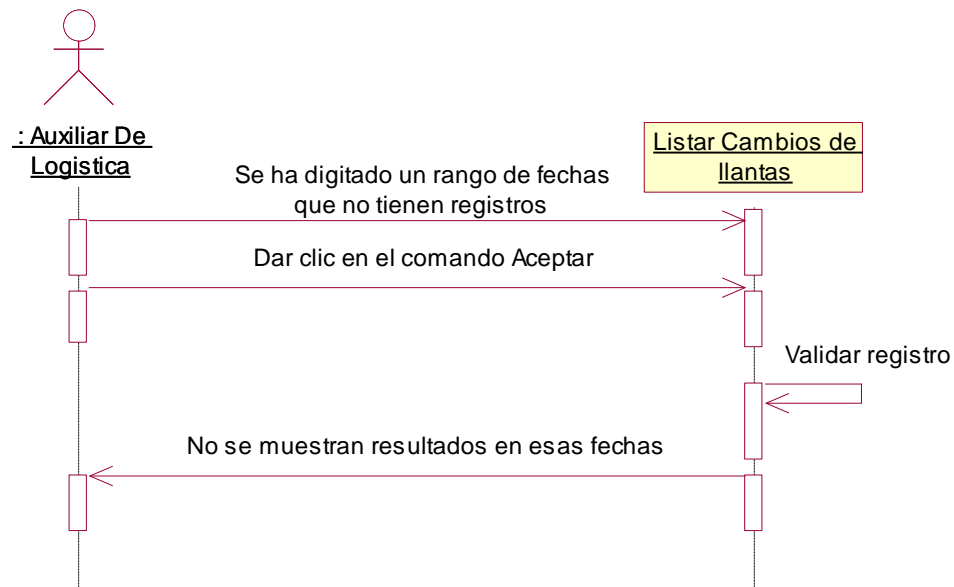 : Auxiliar De
Logistica
Listar Cambios de
llantas
Se ha digitado un rango de fechas
que no tienen registros
Dar clic en el comando Aceptar
Validar registro
No se muestran resultados en esas fechas